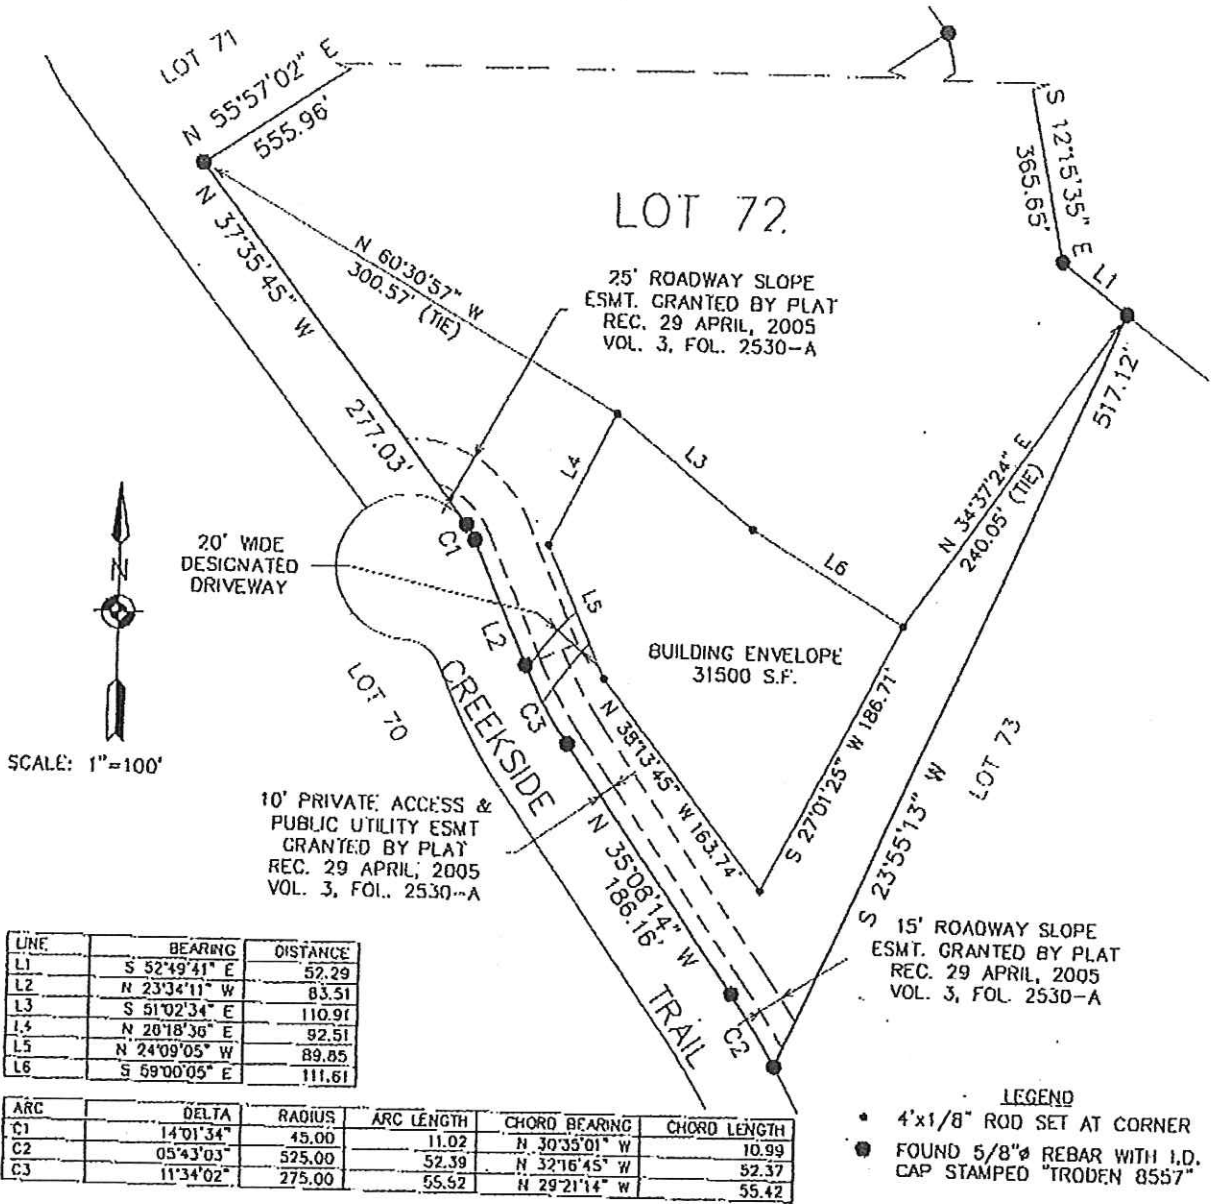 LOT 71
N 55°57'02" E
555.96'
S 12°15'35" E
365.65'
L1
LOT 72
N 37°35'45" W
277.03'
N 60°30'57" W
300.57' (TIE)
25' ROADWAY SLOPE
ESMT. GRANTED BY PLAT
REC. 29 APRIL, 2005
VOL. 3, FOL. 2530-A
517.12'
L4
L3
N 34°37'24" E
240.05' (TIE)
N
20' WIDE
DESIGNATED
DRIVEWAY
C1
L5
L6
L2
BUILDING ENVELOPE
31500 S.F.
LOT 70
CREEKSIDE
TRAIL
C3
N 38°13'45" W 163.74'
S 27°01'25" W 186.71'
S 23°55'13" W
LOT 73
SCALE: 1"=100'
10' PRIVATE ACCESS &
PUBLIC UTILITY ESMT
GRANTED BY PLAT
REC. 29 APRIL, 2005
VOL. 3, FOL. 2530-A
N 35°08'14" W
186.16'
15' ROADWAY SLOPE
ESMT. GRANTED BY PLAT
REC. 29 APRIL, 2005
VOL. 3, FOL. 2530-A
C2
LINE BEARING DISTANCE
L1 S 52°49'41" E 52.29
L2 N 23°34'11" W 83.51
L3 S 51°02'34" E 110.91
L4 N 26°18'36" E 92.51
L5 N 24°09'05" W 89.85
L6 S 59°00'05" E 111.61
ARC DELTA RADIUS ARC LENGTH CHORD BEARING CHORD LENGTH
C1 14°01'34" 45.00 11.02 N 30°35'01" W 10.99
C2 05°43'03" 525.00 52.39 N 32°16'45" W 52.37
C3 11°34'02" 275.00 55.52 N 29°21'14" W 55.42
LEGEND
4'x1/8" ROD SET AT CORNER
FOUND 5/8"ø REBAR WITH I.D.
CAP STAMPED "TRODEN 8557"